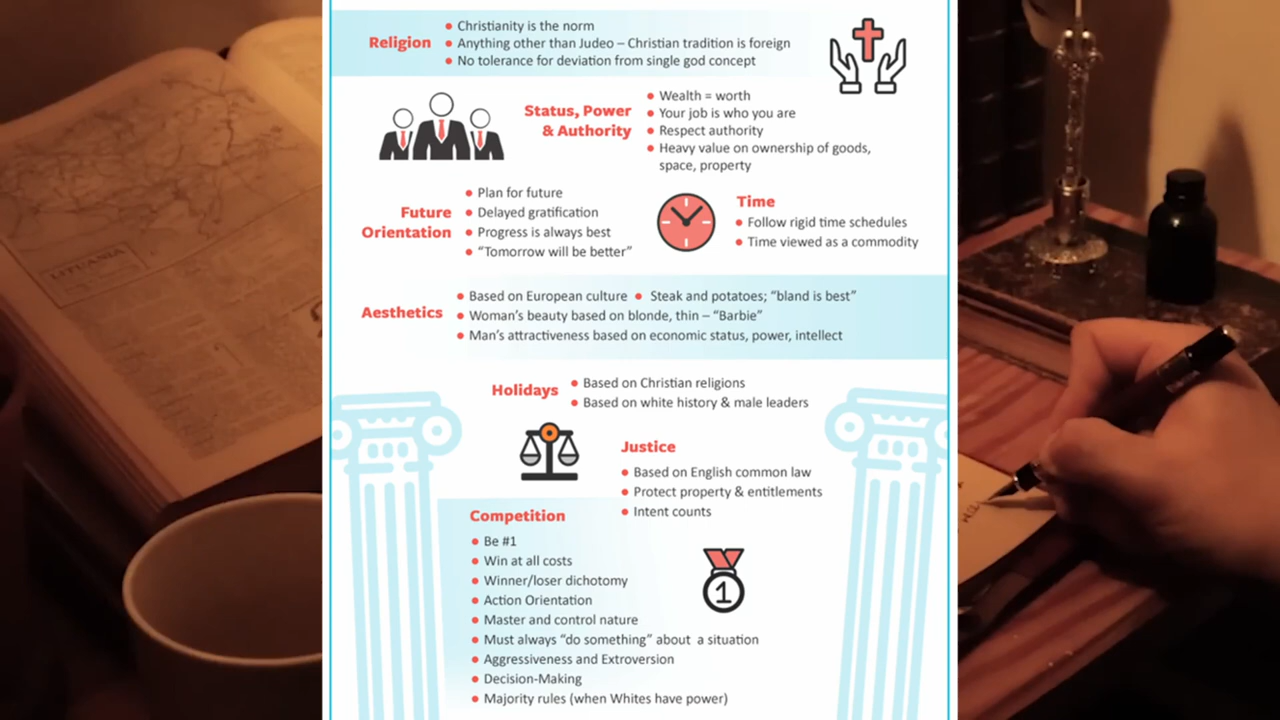 Religion
Christianity is the norm
Anything other than Judeo – Christian tradition is foreign
No tolerance for deviation from single god concept
Status, Power
& Authority
Wealth = worth
Your job is who you are
Respect authority
Heavy value on ownership of goods,
space, property
Future
Orientation
Plan for future
Delayed gratification
Progress is always best
“Tomorrow will be better”
Time
Follow rigid time schedules
Time viewed as a commodity
Aesthetics
Based on European culture
Steak and potatoes; “bland is best”
Woman’s beauty based on blonde, thin – “Barbie”
Man’s attractiveness based on economic status, power, intellect
Holidays
Based on Christian religions
Based on white history & male leaders
Justice
Based on English common law
Protect property & entitlements
Intent counts
Competition
Be #1
Win at all costs
Winner/loser dichotomy
Action Orientation
Master and control nature
Must always “do something” about a situation
Aggressiveness and Extroversion
Decision-Making
Majority rules (when Whites have power)
1
LITUANIA